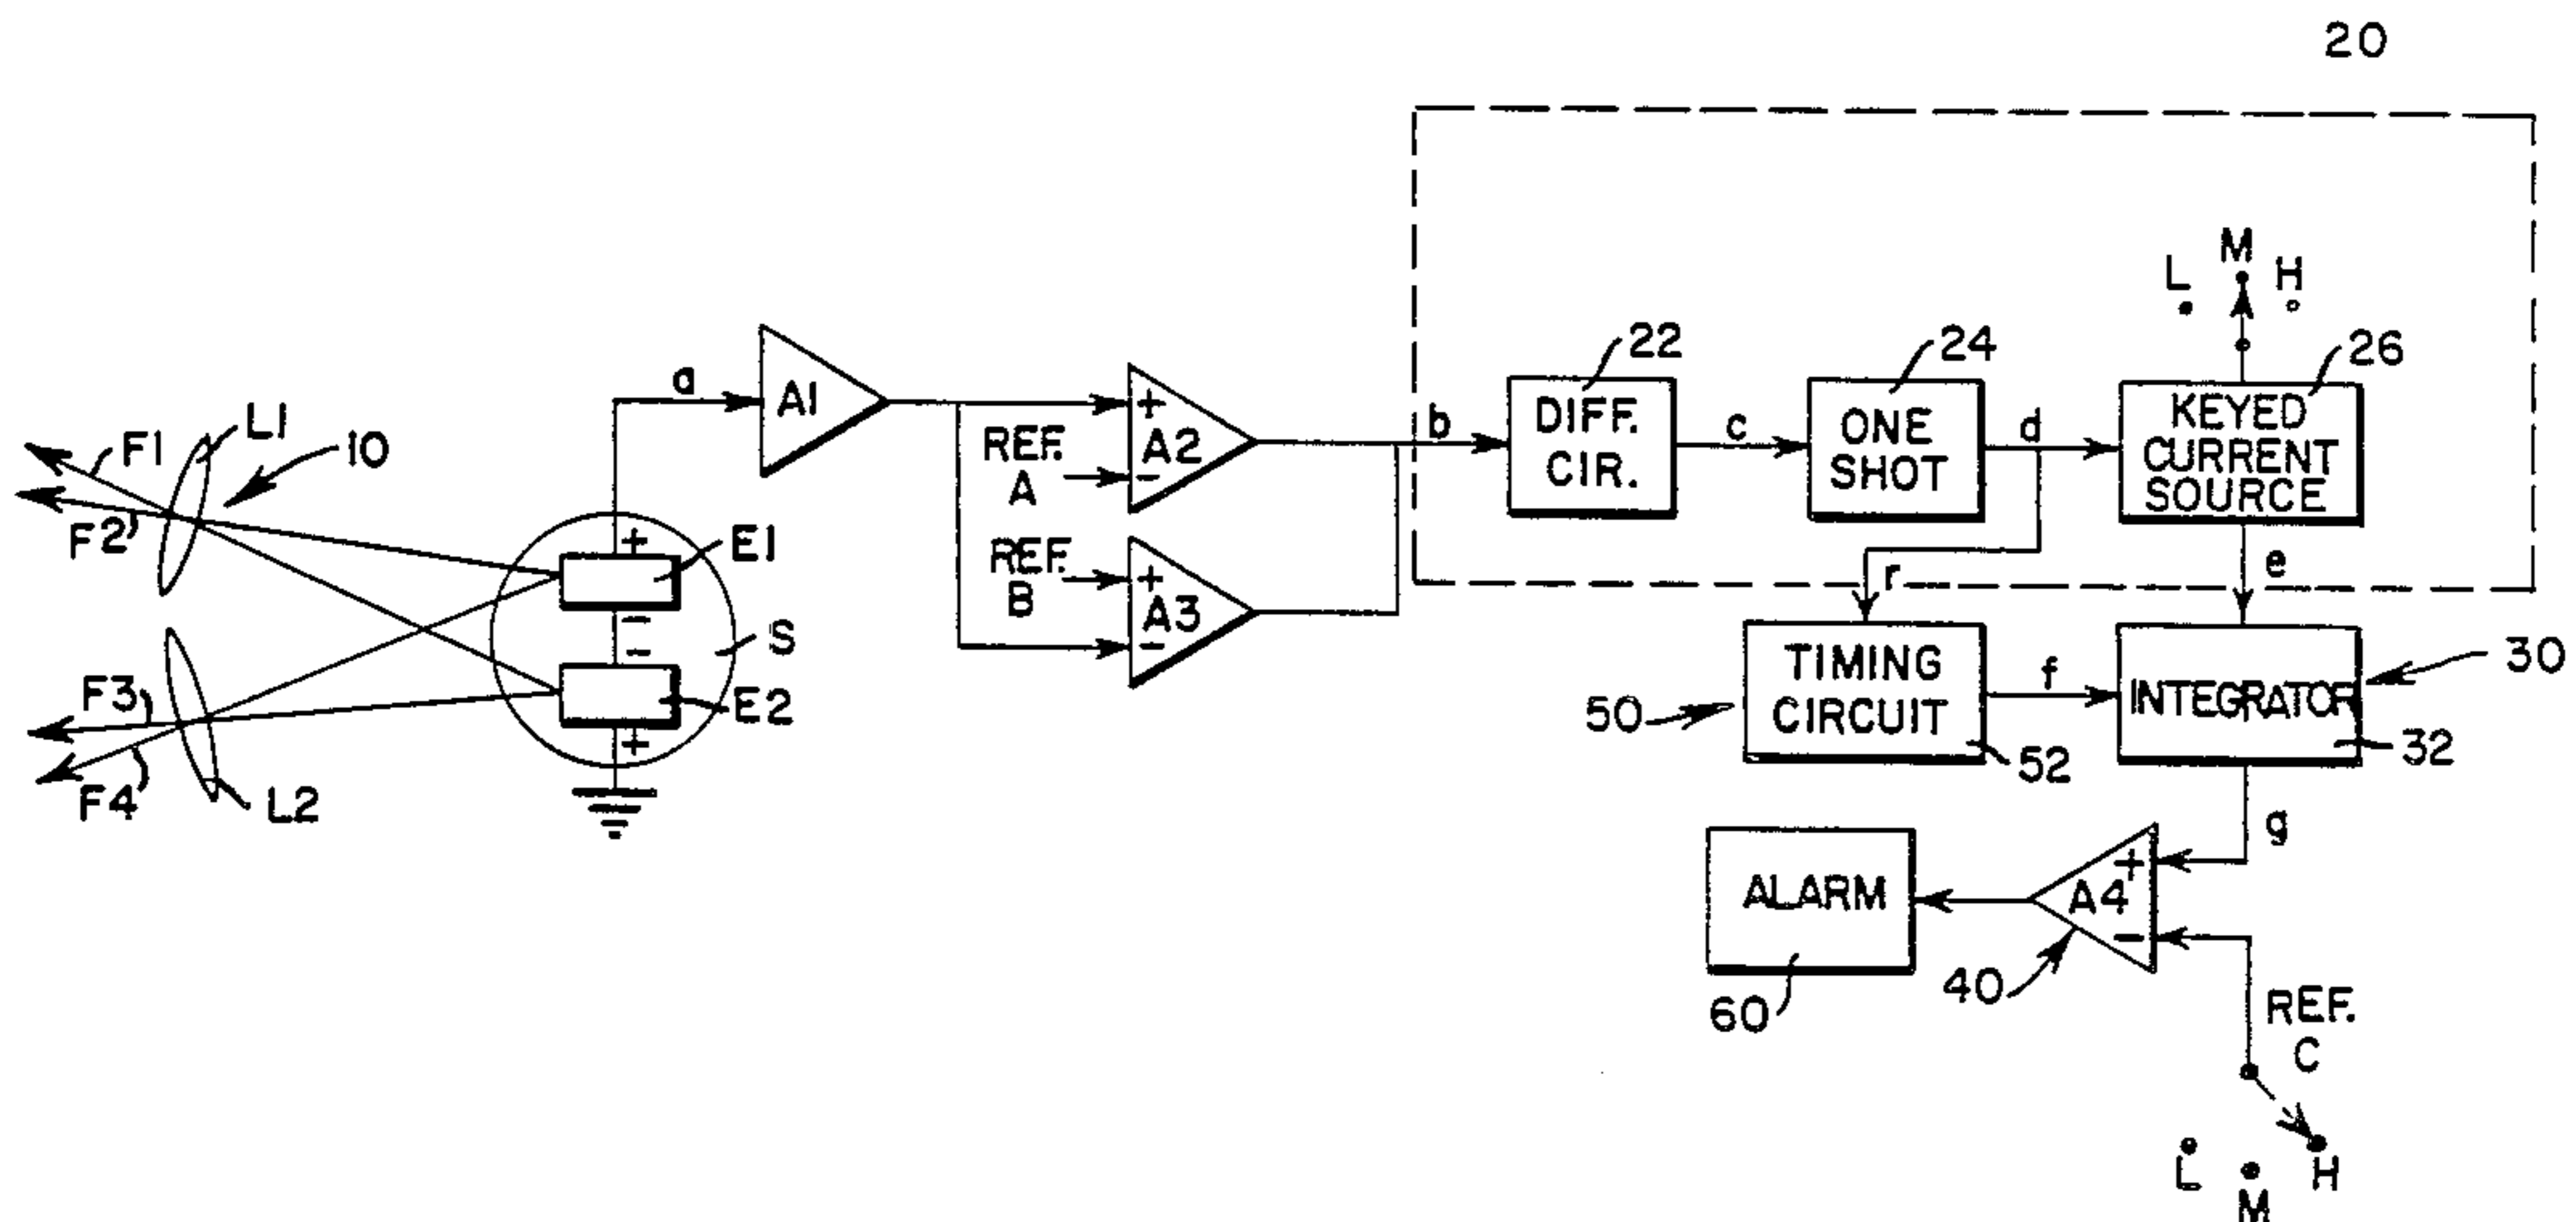 20
M
L H
22
24
26
a
A1
L1
F1
10
F2
REF.
A
+
A2
-
b
DIFF.
CIR.
c
ONE
SHOT
d
KEYED
CURRENT
SOURCE
+
E1
-
-
S
E2
+
REF.
B
+
A3
-
r
e
F3
F4
L2
50
TIMING
CIRCUIT
52
f
INTEGRATOR
30
32
g
ALARM
60
+
A4
-
40
REF.
C
L
M
H